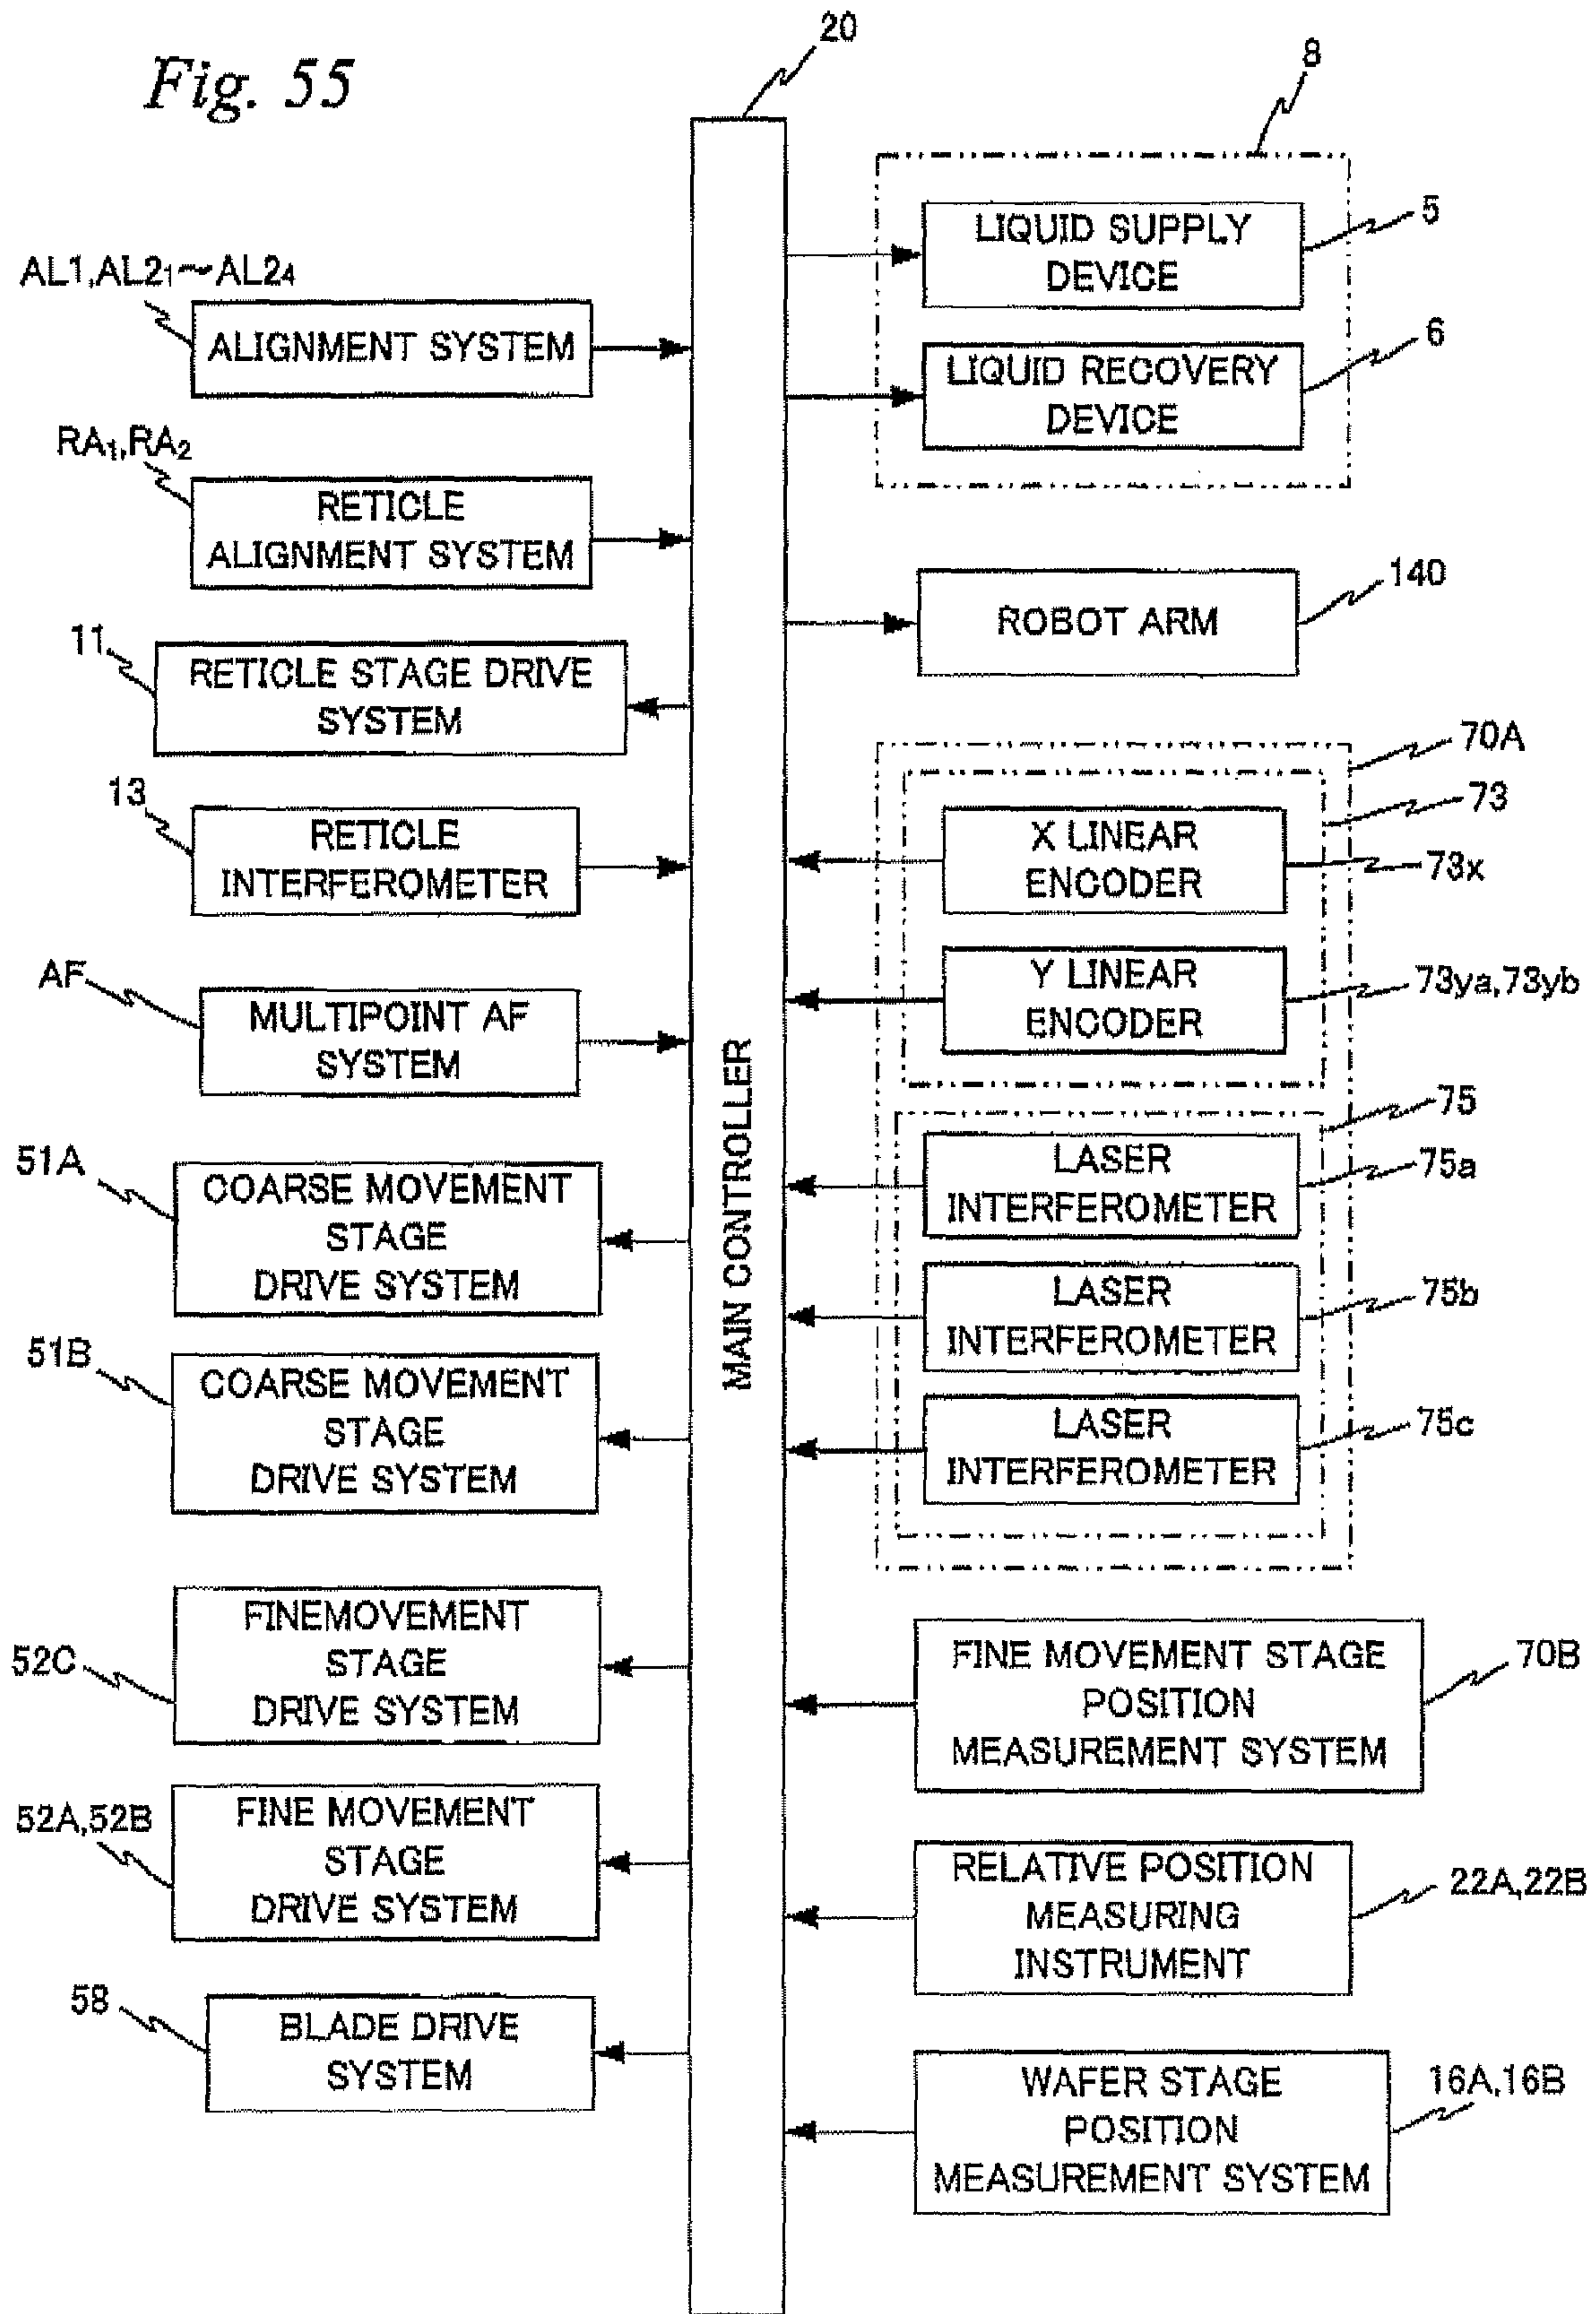 Fig. 55
20
8
LIQUID SUPPLY
DEVICE
5
LIQUID RECOVERY
DEVICE
6
AL1,AL2₁~AL2₄
ALIGNMENT SYSTEM
RA₁,RA₂
RETICLE
ALIGNMENT SYSTEM
ROBOT ARM
140
11
RETICLE STAGE DRIVE
SYSTEM
13
RETICLE
INTERFEROMETER
AF
MULTIPOINT AF
SYSTEM
51A
COARSE MOVEMENT
STAGE
DRIVE SYSTEM
51B
COARSE MOVEMENT
STAGE
DRIVE SYSTEM
52C
FINEMOVEMENT
STAGE
DRIVE SYSTEM
52A,52B
FINE MOVEMENT
STAGE
DRIVE SYSTEM
58
BLADE DRIVE
SYSTEM
MAIN CONTROLLER
70A
73
X LINEAR
ENCODER
73x
Y LINEAR
ENCODER
73ya,73yb
75
LASER
INTERFEROMETER
75a
LASER
INTERFEROMETER
75b
LASER
INTERFEROMETER
75c
FINE MOVEMENT STAGE
POSITION
MEASUREMENT SYSTEM
70B
RELATIVE POSITION
MEASURING
INSTRUMENT
22A,22B
WAFER STAGE
POSITION
MEASUREMENT SYSTEM
16A,16B